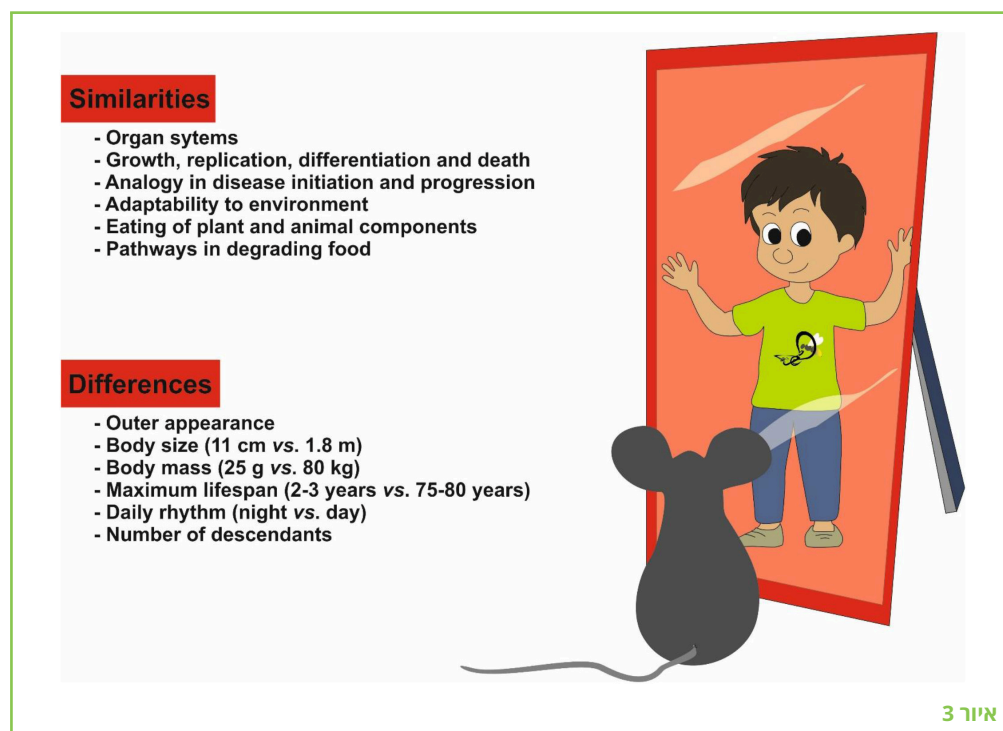 Similarities
- Organ sytems
- Growth, replication, differentiation and death
- Analogy in disease initiation and progression
- Adaptability to environment
- Eating of plant and animal components
- Pathways in degrading food
Differences
- Outer appearance
- Body size (11 cm vs. 1.8 m)
- Body mass (25 g vs. 80 kg)
- Maximum lifespan (2-3 years vs. 75-80 years)
- Daily rhythm (night vs. day)
- Number of descendants
איור 3